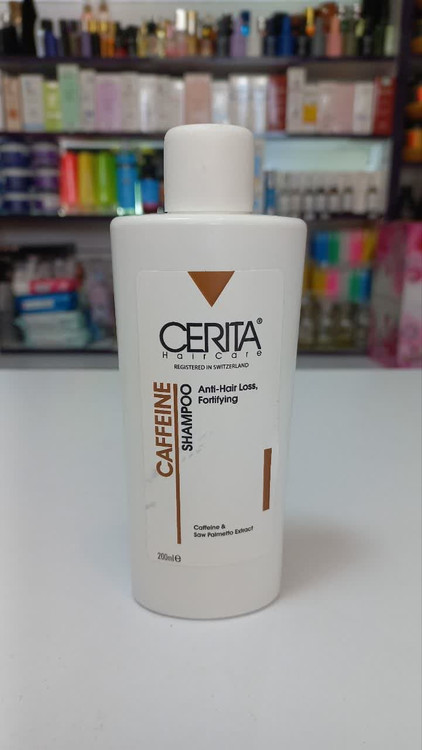 CERITA®
HairCare
REGISTERED IN SWITZERLAND
CAFFEINE
SHAMPOO
Anti-Hair Loss,
Fortifying
Caffeine &
Saw Palmetto Extract
200ml℮